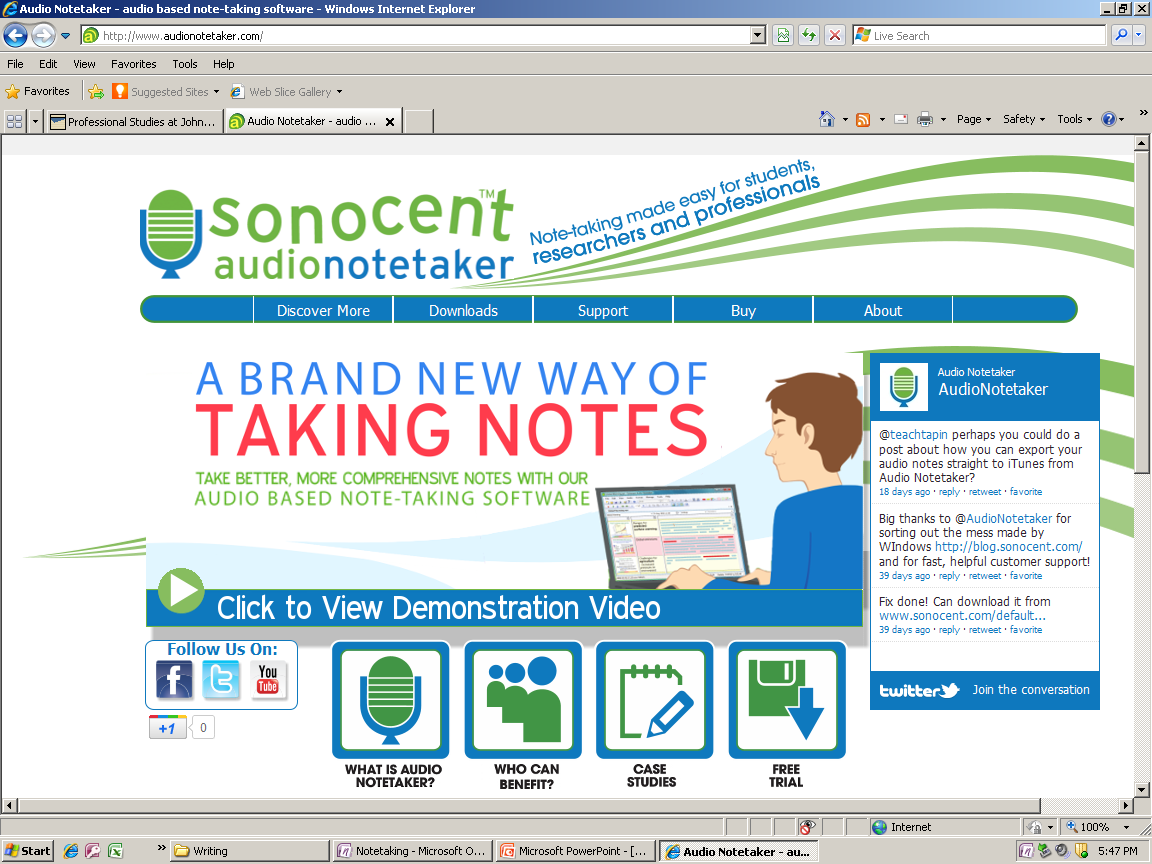 Audio Notetaker - audio based note-taking software - Windows Internet Explorer
http://www.audionotetaker.com/
Live Search
File Edit View Favorites Tools Help
Favorites Suggested Sites Web Slice Gallery
Professional Studies at John... Audio Notetaker - audio ... Page Safety Tools
sonocent™
audionotetaker
Note-taking made easy for students,
researchers and professionals
Discover More Downloads Support Buy About
A BRAND NEW WAY OF
TAKING NOTES
TAKE BETTER, MORE COMPREHENSIVE NOTES WITH OUR
AUDIO BASED NOTE-TAKING SOFTWARE
Click to View Demonstration Video
Audio Notetaker
AudioNotetaker
@teachtapin perhaps you could do a
post about how you can export your
audio notes straight to iTunes from
Audio Notetaker?
18 days ago · reply · retweet · favorite
Big thanks to @AudioNotetaker for
sorting out the mess made by
WIndows http://blog.sonocent.com/
and for fast, helpful customer support!
39 days ago · reply · retweet · favorite
Fix done! Can download it from
www.sonocent.com/default...
39 days ago · reply · retweet · favorite
twitter Join the conversation
Follow Us On:
f t You Tube
+1 0
WHAT IS AUDIO
NOTETAKER?
WHO CAN
BENEFIT?
CASE
STUDIES
FREE
TRIAL
Internet 100%
Start Writing Notetaking - Microsoft O... Microsoft PowerPoint - [... Audio Notetaker - au... 5:47 PM